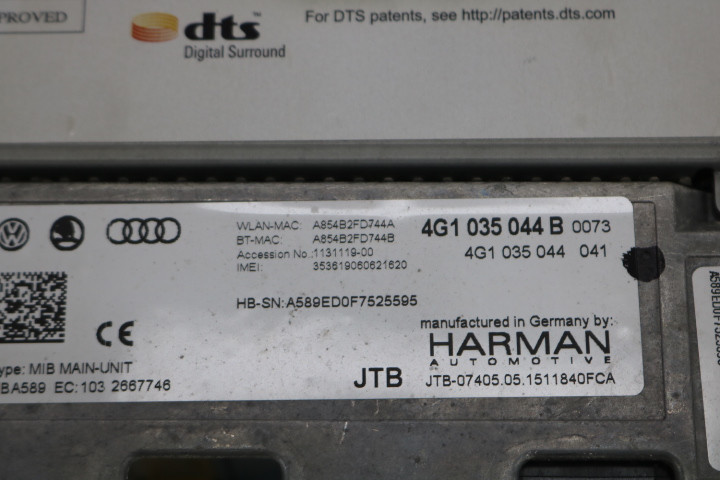 PROVED
dts
Digital Surround
For DTS patents, see http://patents.dts.com
WLAN-MAC: A854B2FD744A
BT-MAC: A854B2FD744B
Accession No.: 1131119-00
IMEI: 353619060621620
4G1 035 044 B 0073
4G1 035 044 041
HB-SN: A589ED0F7525595
CE
manufactured in Germany by:
HARMAN
AUTOMOTIVE
ype: MIB MAIN-UNIT
BA589 EC: 103 2667746
JTB
JTB-07405.05.1511840FCA